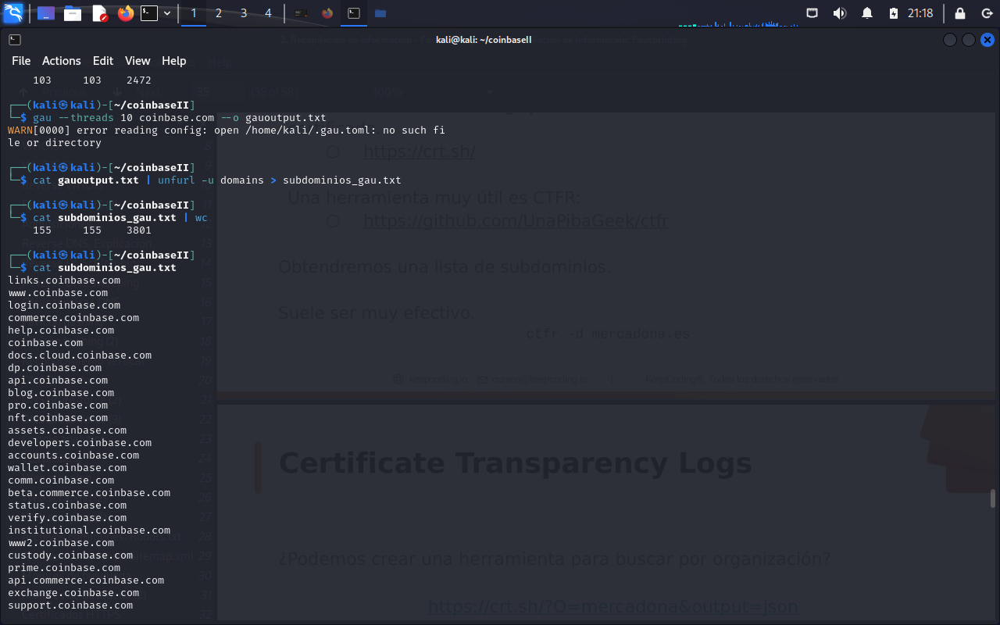 1 2 3 4 21:18
2. Recopilación de información - F
kali@kali: ~/coinbaseII
File Actions Edit View Help
103 103 2472
┌──(kali㉿kali)-[~/coinbaseII]
└─$ gau --threads 10 coinbase.com --o gauoutput.txt
WARN[0000] error reading config: open /home/kali/.gau.toml: no such fi
le or directory
┌──(kali㉿kali)-[~/coinbaseII]
└─$ cat gauoutput.txt | unfurl -u domains > subdominios_gau.txt
┌──(kali㉿kali)-[~/coinbaseII]
└─$ cat subdominios_gau.txt | wc
155 155 3801
┌──(kali㉿kali)-[~/coinbaseII]
└─$ cat subdominios_gau.txt
links.coinbase.com
www.coinbase.com
login.coinbase.com
commerce.coinbase.com
help.coinbase.com
coinbase.com
docs.cloud.coinbase.com
dp.coinbase.com
api.coinbase.com
blog.coinbase.com
pro.coinbase.com
nft.coinbase.com
assets.coinbase.com
developers.coinbase.com
accounts.coinbase.com
wallet.coinbase.com
comm.coinbase.com
beta.commerce.coinbase.com
status.coinbase.com
verify.coinbase.com
institutional.coinbase.com
www2.coinbase.com
custody.coinbase.com
prime.coinbase.com
api.commerce.coinbase.com
exchange.coinbase.com
support.coinbase.com
https://crt.sh/
Una herramienta muy útil es CTFR:
https://github.com/UnaPibaGeek/ctfr
Obtendremos una lista de subdominios.
Suele ser muy efectivo.
ctfr -d mercadona.es
Certificate Transparency Logs
¿Podemos crear una herramienta para buscar por organización?
https://crt.sh/?O=mercadona&output=json